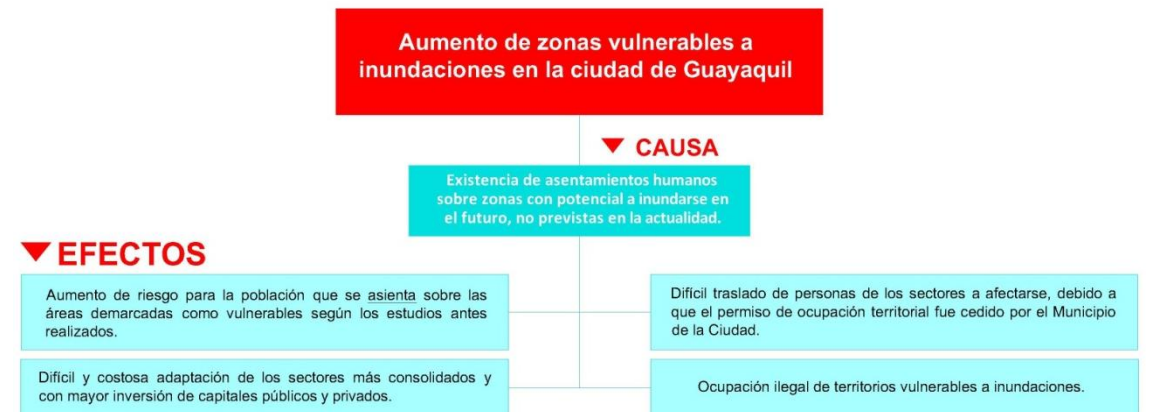 Aumento de zonas vulnerables a
inundaciones en la ciudad de Guayaquil
CAUSA
Existencia de asentamientos humanos
sobre zonas con potencial a inundarse en
el futuro, no previstas en la actualidad.
EFECTOS
Aumento de riesgo para la población que se asienta sobre las
áreas demarcadas como vulnerables según los estudios antes
realizados.
Difícil traslado de personas de los sectores a afectarse, debido a
que el permiso de ocupación territorial fue cedido por el Municipio
de la Ciudad.
Difícil y costosa adaptación de los sectores más consolidados y
con mayor inversión de capitales públicos y privados.
Ocupación ilegal de territorios vulnerables a inundaciones.